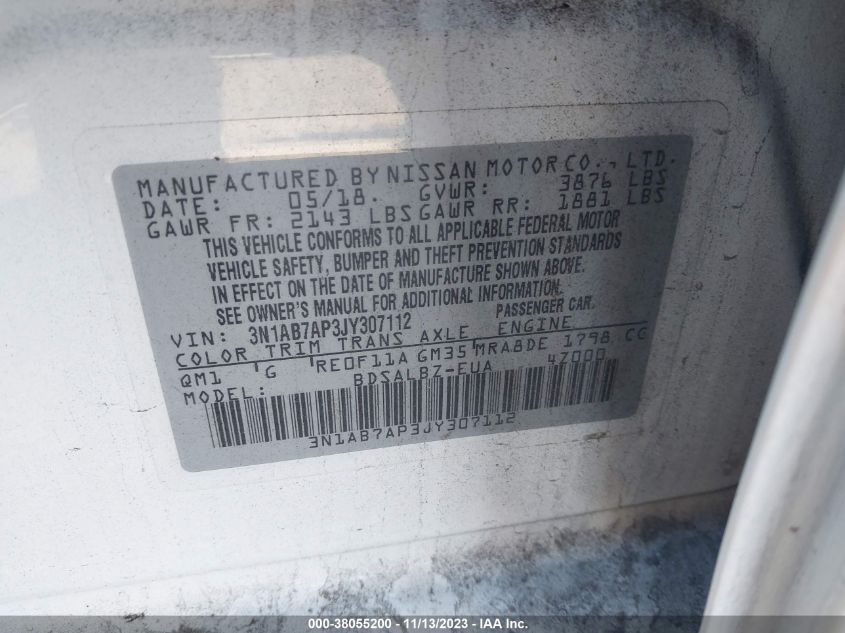 MANUFACTURED BY NISSAN MOTOR CO., LTD.
DATE: 05/18. GVWR: 3876 LBS
GAWR FR: 2143 LBS GAWR RR: 1881 LBS
THIS VEHICLE CONFORMS TO ALL APPLICABLE FEDERAL MOTOR
VEHICLE SAFETY, BUMPER AND THEFT PREVENTION STANDARDS
IN EFFECT ON THE DATE OF MANUFACTURE SHOWN ABOVE.
SEE OWNER'S MANUAL FOR ADDITIONAL INFORMATION.
VIN: 3N1AB7AP3JY307112 PASSENGER CAR.
COLOR TRIM TRANS AXLE ENGINE
QM1 G RE0F11A GM35 MRA8DE 1798 CC
MODEL: BDSALBZ-EUA 4Z000
3N1AB7AP3JY307112
000-38055200 - 11/13/2023 - IAAI.com